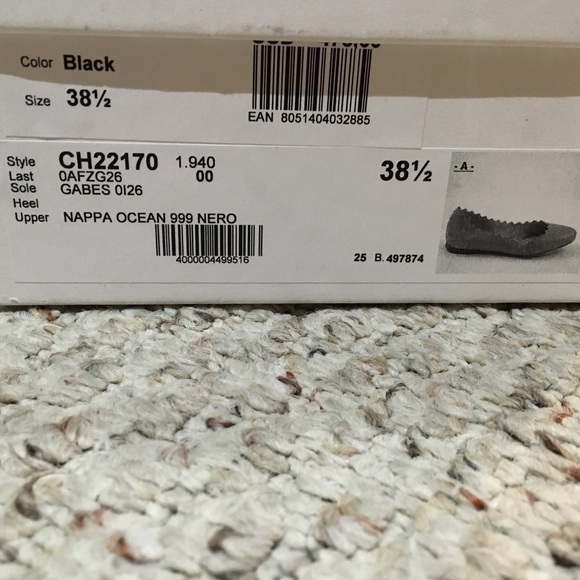 Color Black
Size 38½
EAN 8051404032885
Style CH22170 1.940
Last 0AFZG26 00
Sole GABES 0I26
Heel
Upper NAPPA OCEAN 999 NERO
4000004499516
38½
- A -
25 B. 497874